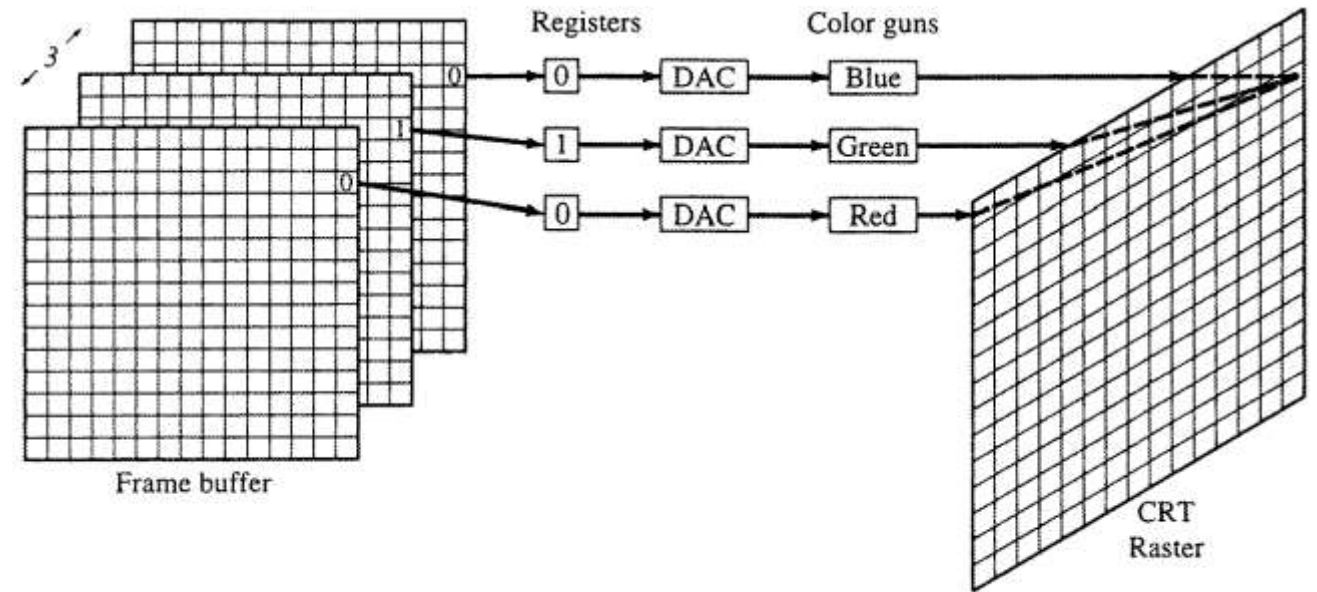 Registers Color guns
3
0 0 DAC Blue
1 1 DAC Green
0 0 DAC Red
Frame buffer
CRT
Raster